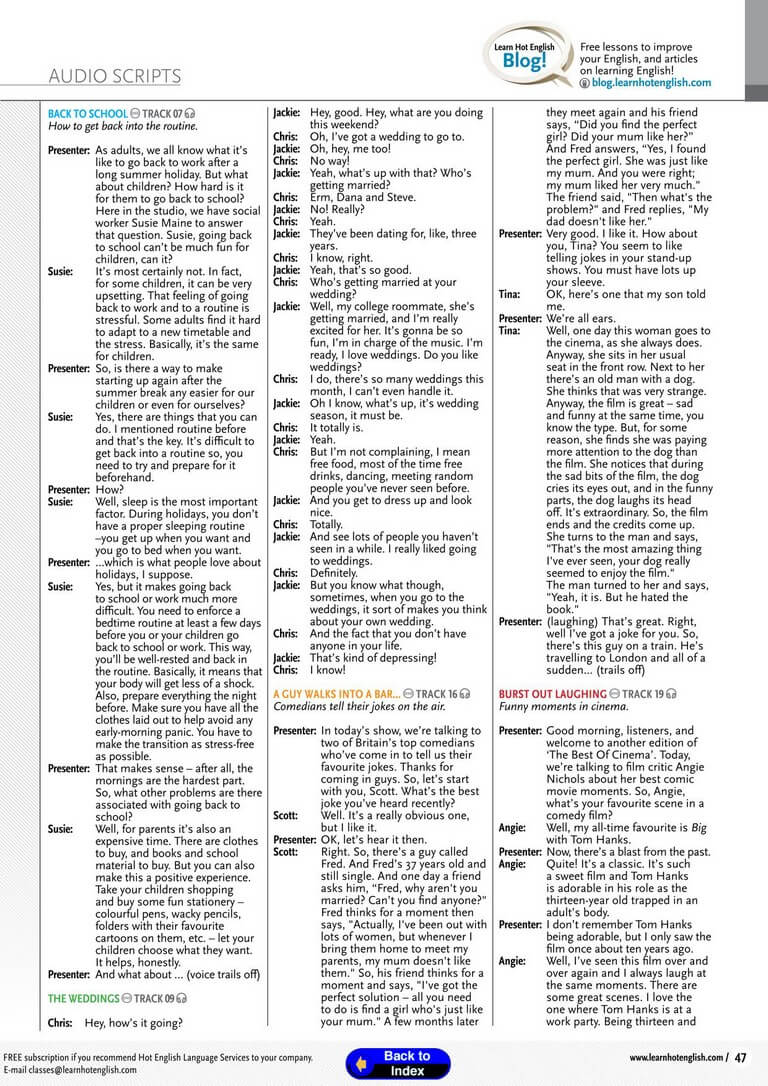 AUDIO SCRIPTS
Learn Hot English
Blog!
Free lessons to improve
your English, and articles
on learning English!
blog.learnhotenglish.com
BACK TO SCHOOL TRACK 07
How to get back into the routine.
Presenter: As adults, we all know what it's
like to go back to work after a
long summer holiday. But what
about children? How hard is it
for them to go back to school?
Here in the studio, we have social
worker Susie Maine to answer
that question. Susie, going back
to school can't be much fun for
children, can it?
Susie: It's most certainly not. In fact,
for some children, it can be very
upsetting. That feeling of going
back to work and to a routine is
stressful. Some adults find it hard
to adapt to a new timetable and
the stress. Basically, it's the same
for children.
Presenter: So, is there a way to make
starting up again after the
summer break any easier for our
children or even for ourselves?
Susie: Yes, there are things that you can
do. I mentioned routine before
and that's the key. It's difficult to
get back into a routine so, you
need to try and prepare for it
beforehand.
Presenter: How?
Susie: Well, sleep is the most important
factor. During holidays, you don't
have a proper sleeping routine
–you get up when you want and
you go to bed when you want.
Presenter: ...which is what people love about
holidays, I suppose.
Susie: Yes, but it makes going back
to school or work much more
difficult. You need to enforce a
bedtime routine at least a few days
before you or your children go
back to school or work. This way,
you'll be well-rested and back in
the routine. Basically, it means that
your body will get less of a shock.
Also, prepare everything the night
before. Make sure you have all the
clothes laid out to help avoid any
early-morning panic. You have to
make the transition as stress-free
as possible.
Presenter: That makes sense – after all, the
mornings are the hardest part.
So, what other problems are there
associated with going back to
school?
Susie: Well, for parents it's also an
expensive time. There are clothes
to buy, and books and school
material to buy. But you can also
make this a positive experience.
Take your children shopping
and buy some fun stationery –
colourful pens, wacky pencils,
folders with their favourite
cartoons on them, etc. – let your
children choose what they want.
It helps, honestly.
Presenter: And what about ... (voice trails off)
THE WEDDINGS TRACK 09
Chris: Hey, how's it going?
Jackie: Hey, good. Hey, what are you doing
this weekend?
Chris: Oh, I've got a wedding to go to.
Jackie: Oh, hey, me too!
Chris: No way!
Jackie: Yeah, what's up with that? Who's
getting married?
Chris: Erm, Dana and Steve.
Jackie: No! Really?
Chris: Yeah.
Jackie: They've been dating for, like, three
years.
Chris: I know, right.
Jackie: Yeah, that's so good.
Chris: Who's getting married at your
wedding?
Jackie: Well, my college roommate, she's
getting married, and I'm really
excited for her. It's gonna be so
fun, I'm in charge of the music. I'm
ready, I love weddings. Do you like
weddings?
Chris: I do, there's so many weddings this
month, I can't even handle it.
Jackie: Oh I know, what's up, it's wedding
season, it must be.
Chris: It totally is.
Jackie: Yeah.
Chris: But I'm not complaining, I mean
free food, most of the time free
drinks, dancing, meeting random
people you've never seen before.
Jackie: And you get to dress up and look
nice.
Chris: Totally.
Jackie: And see lots of people you haven't
seen in a while. I really liked going
to weddings.
Chris: Definitely.
Jackie: But you know what though,
sometimes, when you go to the
weddings, it sort of makes you think
about your own wedding.
Chris: And the fact that you don't have
anyone in your life.
Jackie: That's kind of depressing!
Chris: I know!
A GUY WALKS INTO A BAR... TRACK 16
Comedians tell their jokes on the air.
Presenter: In today's show, we're talking to
two of Britain's top comedians
who've come in to tell us their
favourite jokes. Thanks for
coming in guys. So, let's start
with you, Scott. What's the best
joke you've heard recently?
Scott: Well. It's a really obvious one,
but I like it.
Presenter: OK, let's hear it then.
Scott: Right. So, there's a guy called
Fred. And Fred's 37 years old and
still single. And one day a friend
asks him, "Fred, why aren't you
married? Can't you find anyone?"
Fred thinks for a moment then
says, "Actually, I've been out with
lots of women, but whenever I
bring them home to meet my
parents, my mum doesn't like
them." So, his friend thinks for a
moment and says, "I've got the
perfect solution – all you need
to do is find a girl who's just like
your mum." A few months later
they meet again and his friend
says, "Did you find the perfect
girl? Did your mum like her?"
And Fred answers, "Yes, I found
the perfect girl. She was just like
my mum. And you were right;
my mum liked her very much."
The friend said, "Then what's the
problem?" and Fred replies, "My
dad doesn't like her."
Presenter: Very good. I like it. How about
you, Tina? You seem to like
telling jokes in your stand-up
shows. You must have lots up
your sleeve.
Tina: OK, here's one that my son told
me.
Presenter: We're all ears.
Tina: Well, one day this woman goes to
the cinema, as she always does.
Anyway, she sits in her usual
seat in the front row. Next to her
there's an old man with a dog.
She thinks that was very strange.
Anyway, the film is great – sad
and funny at the same time, you
know the type. But, for some
reason, she finds she was paying
more attention to the dog than
the film. She notices that during
the sad bits of the film, the dog
cries its eyes out, and in the funny
parts, the dog laughs its head
off. It's extraordinary. So, the film
ends and the credits come up.
She turns to the man and says,
"That's the most amazing thing
I've ever seen, your dog really
seemed to enjoy the film."
The man turned to her and says,
"Yeah, it is. But he hated the
book."
Presenter: (laughing) That's great. Right,
well I've got a joke for you. So,
there's this guy on a train. He's
travelling to London and all of a
sudden... (trails off)
BURST OUT LAUGHING TRACK 19
Funny moments in cinema.
Presenter: Good morning, listeners, and
welcome to another edition of
'The Best Of Cinema'. Today,
we're talking to film critic Angie
Nichols about her best comic
movie moments. So, Angie,
what's your favourite scene in a
comedy film?
Angie: Well, my all-time favourite is Big
with Tom Hanks.
Presenter: Now, there's a blast from the past.
Angie: Quite! It's a classic. It's such
a sweet film and Tom Hanks
is adorable in his role as the
thirteen-year old trapped in an
adult's body.
Presenter: I don't remember Tom Hanks
being adorable, but I only saw the
film once about ten years ago.
Angie: Well, I've seen this film over and
over again and I always laugh at
the same moments. There are
some great scenes. I love the
one where Tom Hanks is at a
work party. Being thirteen and
FREE subscription if you recommend Hot English Language Services to your company.
E-mail classes@learnhotenglish.com
Back to
Index
www.learnhotenglish.com / 47